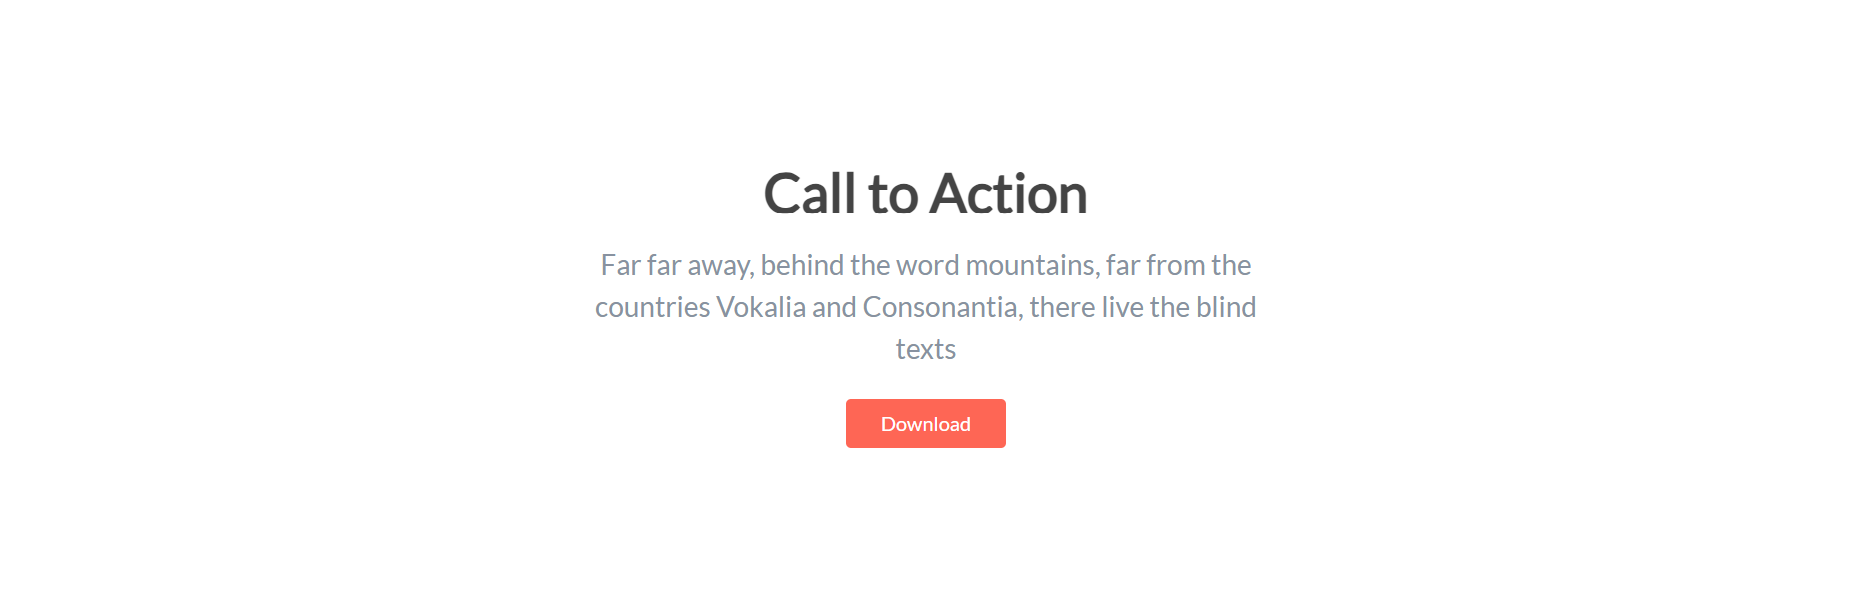 Call to Action
Far far away, behind the word mountains, far from the
countries Vokalia and Consonantia, there live the blind
texts
Download